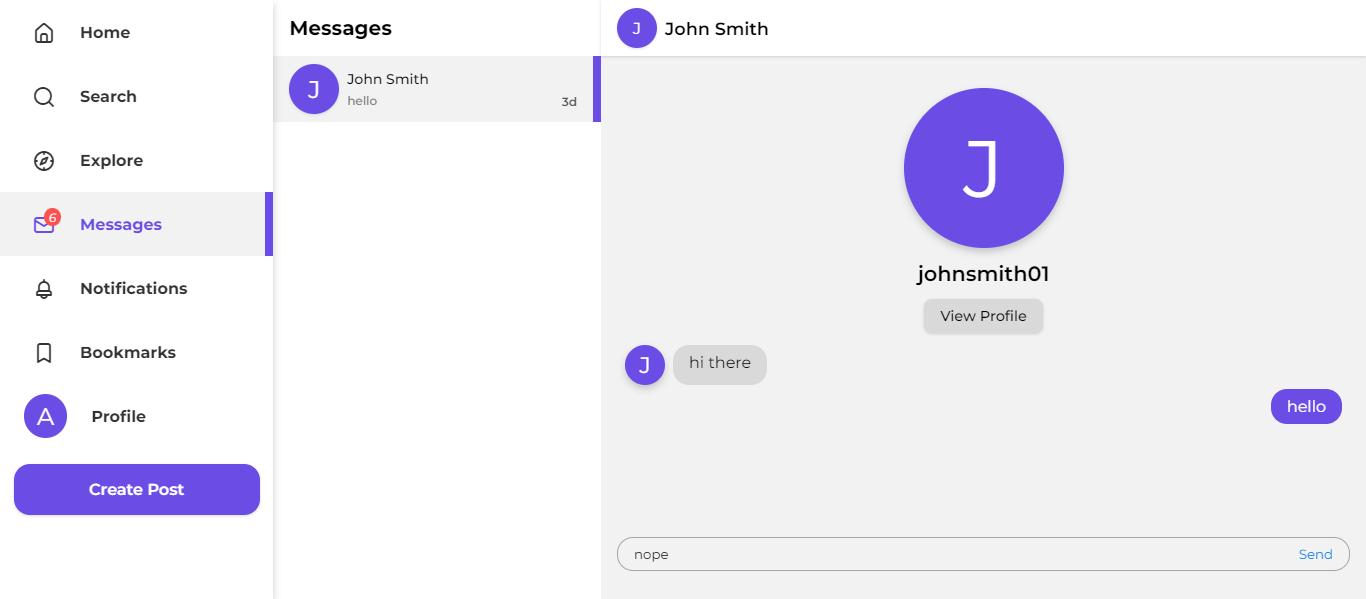 Home
Search
Explore
6
Messages
Notifications
Bookmarks
A
Profile
Create Post
Messages
J
John Smith
hello
3d
J
John Smith
J
johnsmith01
View Profile
J
hi there
hello
nope
Send